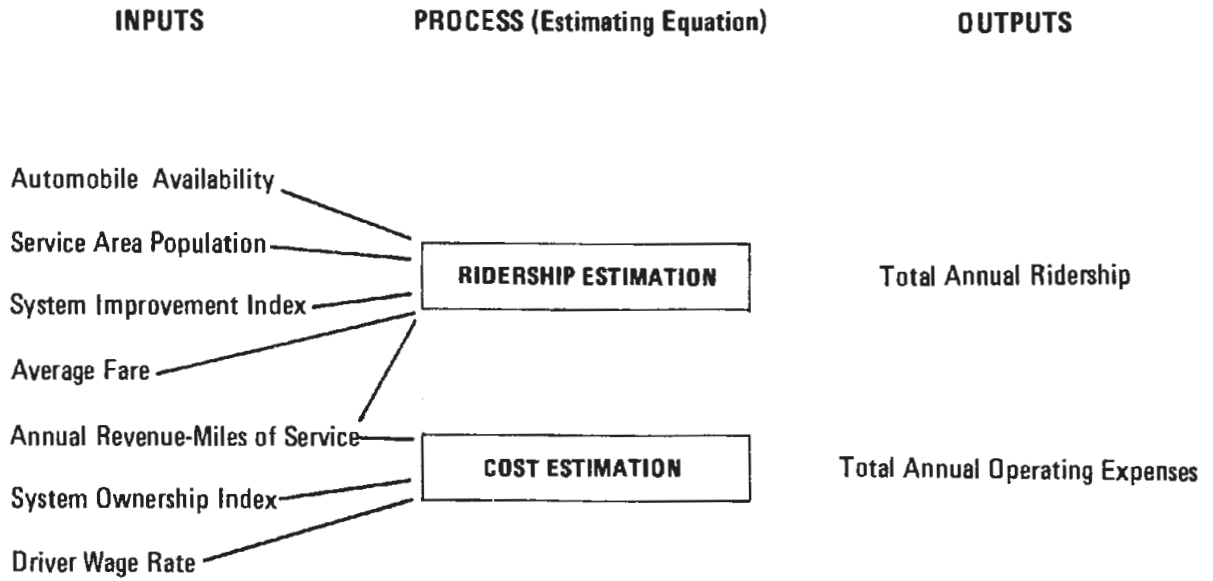 INPUTS
PROCESS (Estimating Equation)
OUTPUTS
Automobile Availability
Service Area Population
System Improvement Index
Average Fare
Annual Revenue-Miles of Service
System Ownership Index
Driver Wage Rate
RIDERSHIP ESTIMATION
COST ESTIMATION
Total Annual Ridership
Total Annual Operating Expenses